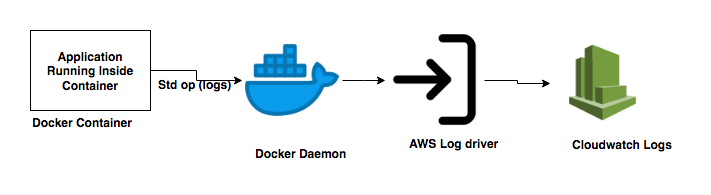 Application
Running Inside
Container
Std op (logs)
Docker Container
Docker Daemon
AWS Log driver
Cloudwatch Logs